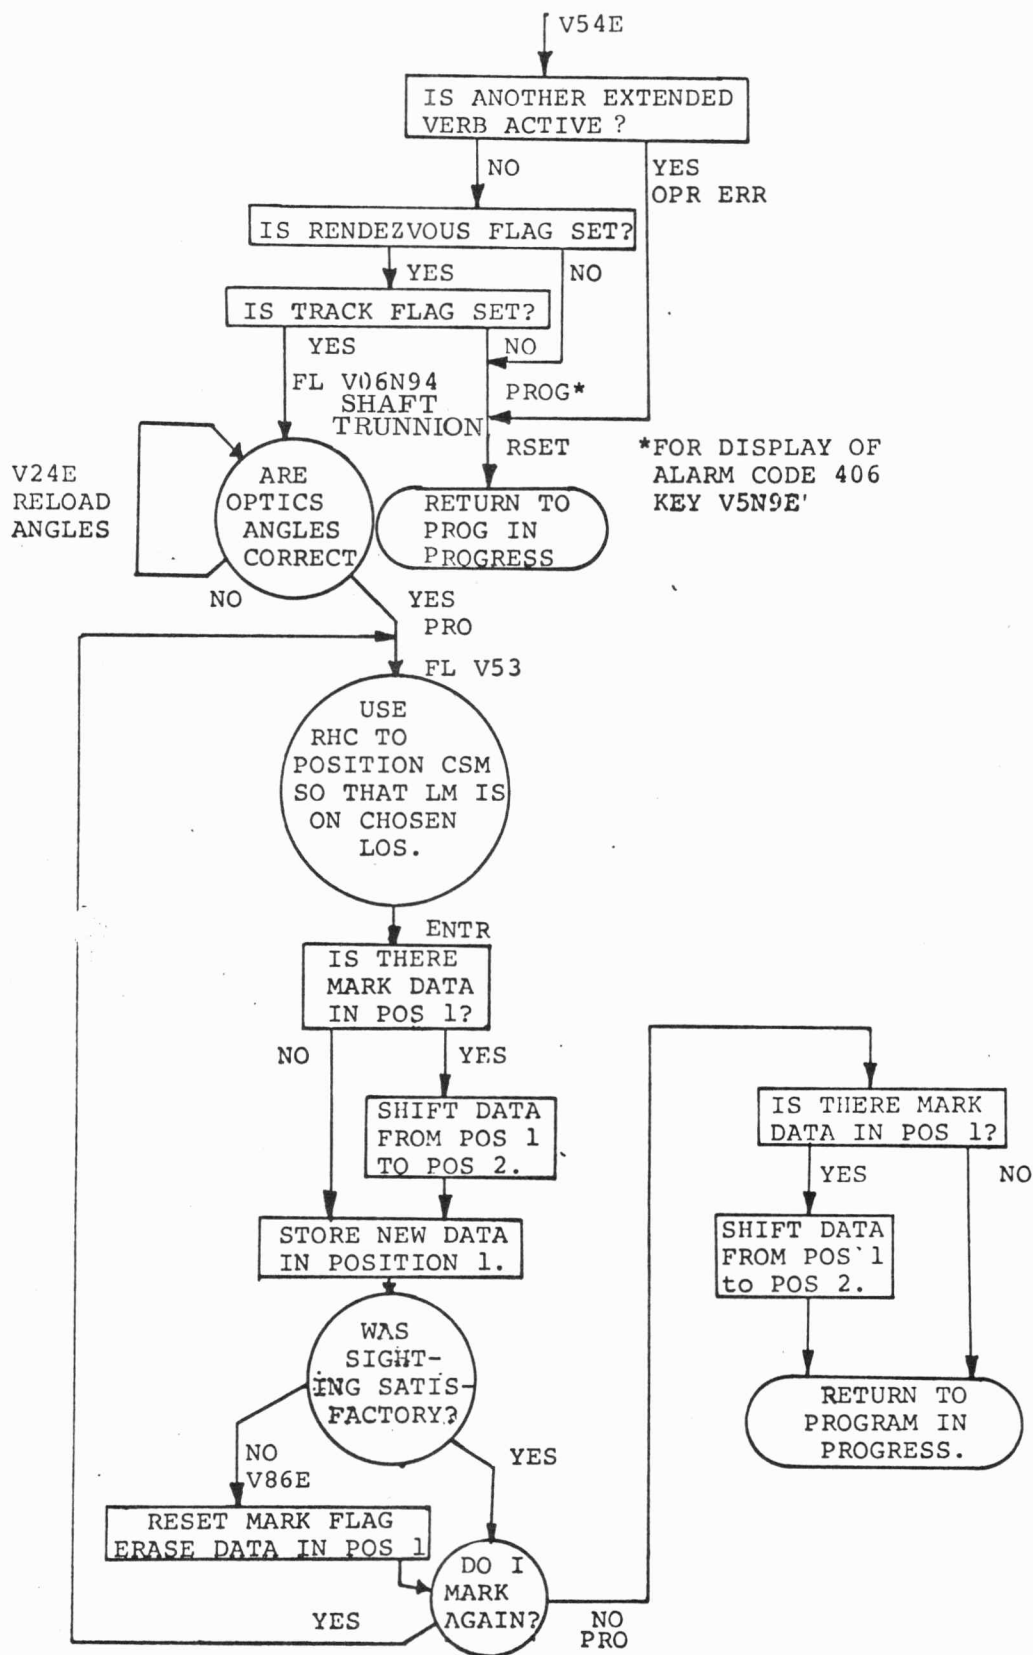 V54E
IS ANOTHER EXTENDED
VERB ACTIVE ?
NO
YES
OPR ERR
IS RENDEZVOUS FLAG SET?
YES
NO
IS TRACK FLAG SET?
YES
NO
FL V06N94
SHAFT
TRUNNION
PROG*
RSET
*FOR DISPLAY OF
ALARM CODE 406
KEY V5N9E'
V24E
RELOAD
ANGLES
ARE
OPTICS
ANGLES
CORRECT
RETURN TO
PROG IN
PROGRESS
NO
YES
PRO
FL V53
USE
RHC TO
POSITION CSM
SO THAT LM IS
ON CHOSEN
LOS.
ENTR
IS THERE
MARK DATA
IN POS 1?
NO
YES
SHIFT DATA
FROM POS 1
TO POS 2.
STORE NEW DATA
IN POSITION 1.
WAS
SIGHT-
ING SATIS-
FACTORY?
NO
V86E
YES
RESET MARK FLAG
ERASE DATA IN POS 1
DO I
MARK
AGAIN?
YES
NO
PRO
IS THERE MARK
DATA IN POS 1?
YES
NO
SHIFT DATA
FROM POS 1
to POS 2.
RETURN TO
PROGRAM IN
PROGRESS.